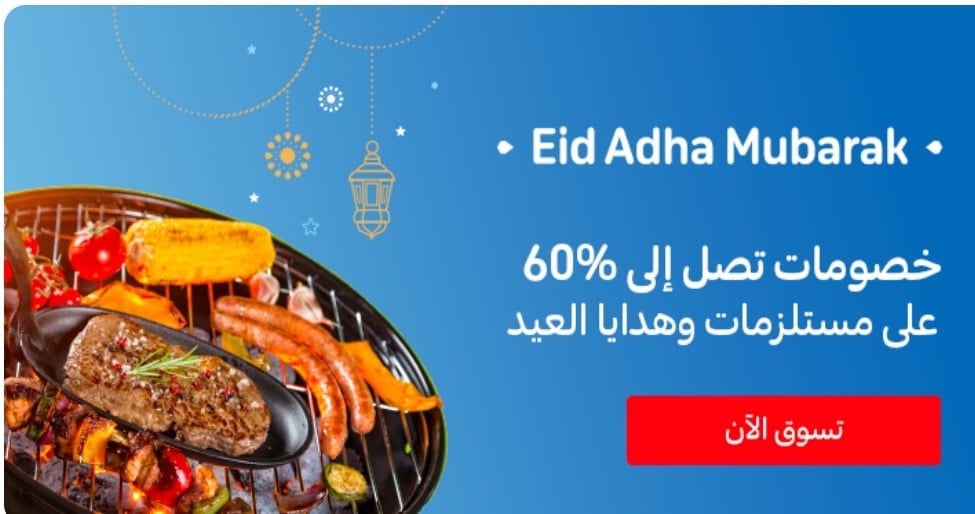 Eid Adha Mubarak
خصومات تصل إلى 60%
على مستلزمات وهدايا العيد
تسوق الآن